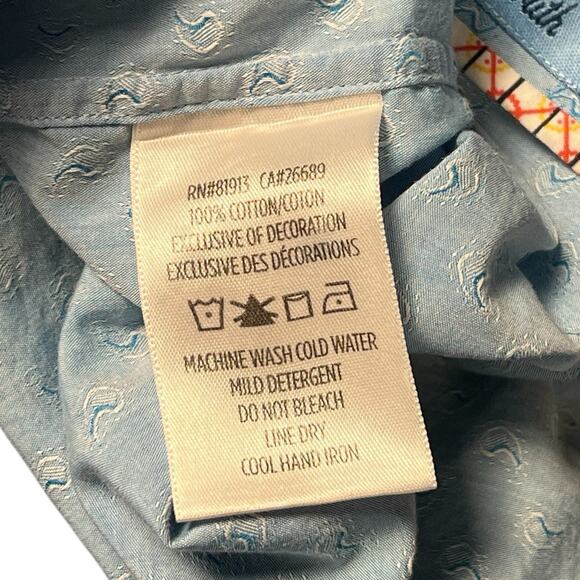 RN#81913 CA#26689
100% COTTON/COTON
EXCLUSIVE OF DECORATION
EXCLUSIVE DES DÉCORATIONS
MACHINE WASH COLD WATER
MILD DETERGENT
DO NOT BLEACH
LINE DRY
COOL HAND IRON